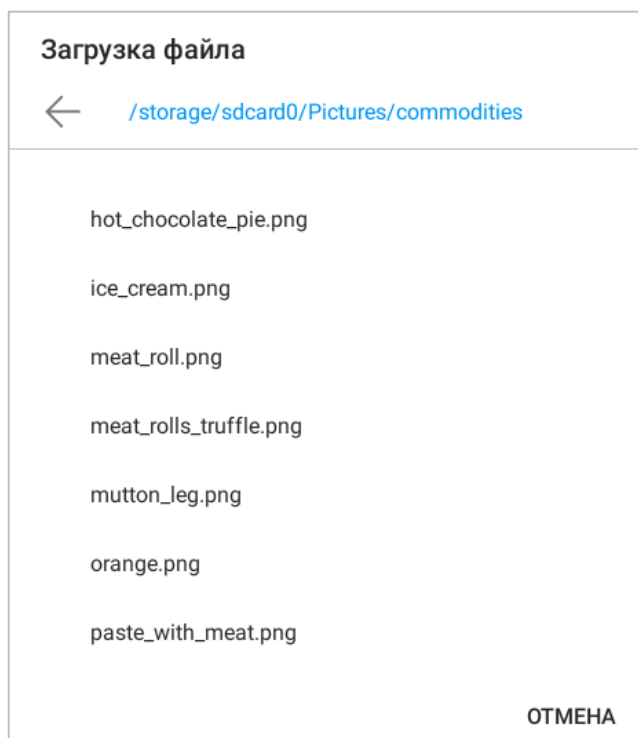 Загрузка файла
/storage/sdcard0/Pictures/commodities
hot_chocolate_pie.png
ice_cream.png
meat_roll.png
meat_rolls_truffle.png
mutton_leg.png
orange.png
paste_with_meat.png
ОТМЕНА